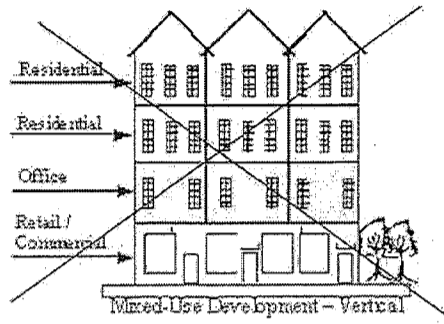 Residential
Residential
Office
Retail /
Commercial
Mixed-Use Development – Vertical